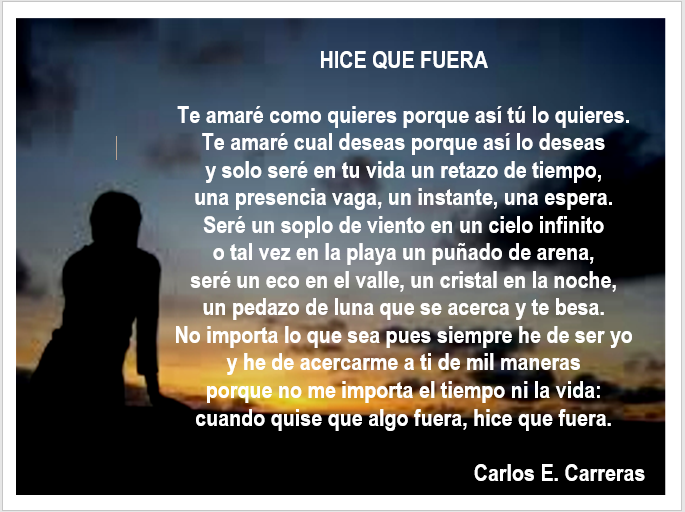 HICE QUE FUERA
Te amaré como quieres porque así tú lo quieres.
Te amaré cual deseas porque así lo deseas
y solo seré en tu vida un retazo de tiempo,
una presencia vaga, un instante, una espera.
Seré un soplo de viento en un cielo infinito
o tal vez en la playa un puñado de arena,
seré un eco en el valle, un cristal en la noche,
un pedazo de luna que se acerca y te besa.
No importa lo que sea pues siempre he de ser yo
y he de acercarme a ti de mil maneras
porque no me importa el tiempo ni la vida:
cuando quise que algo fuera, hice que fuera.
Carlos E. Carreras